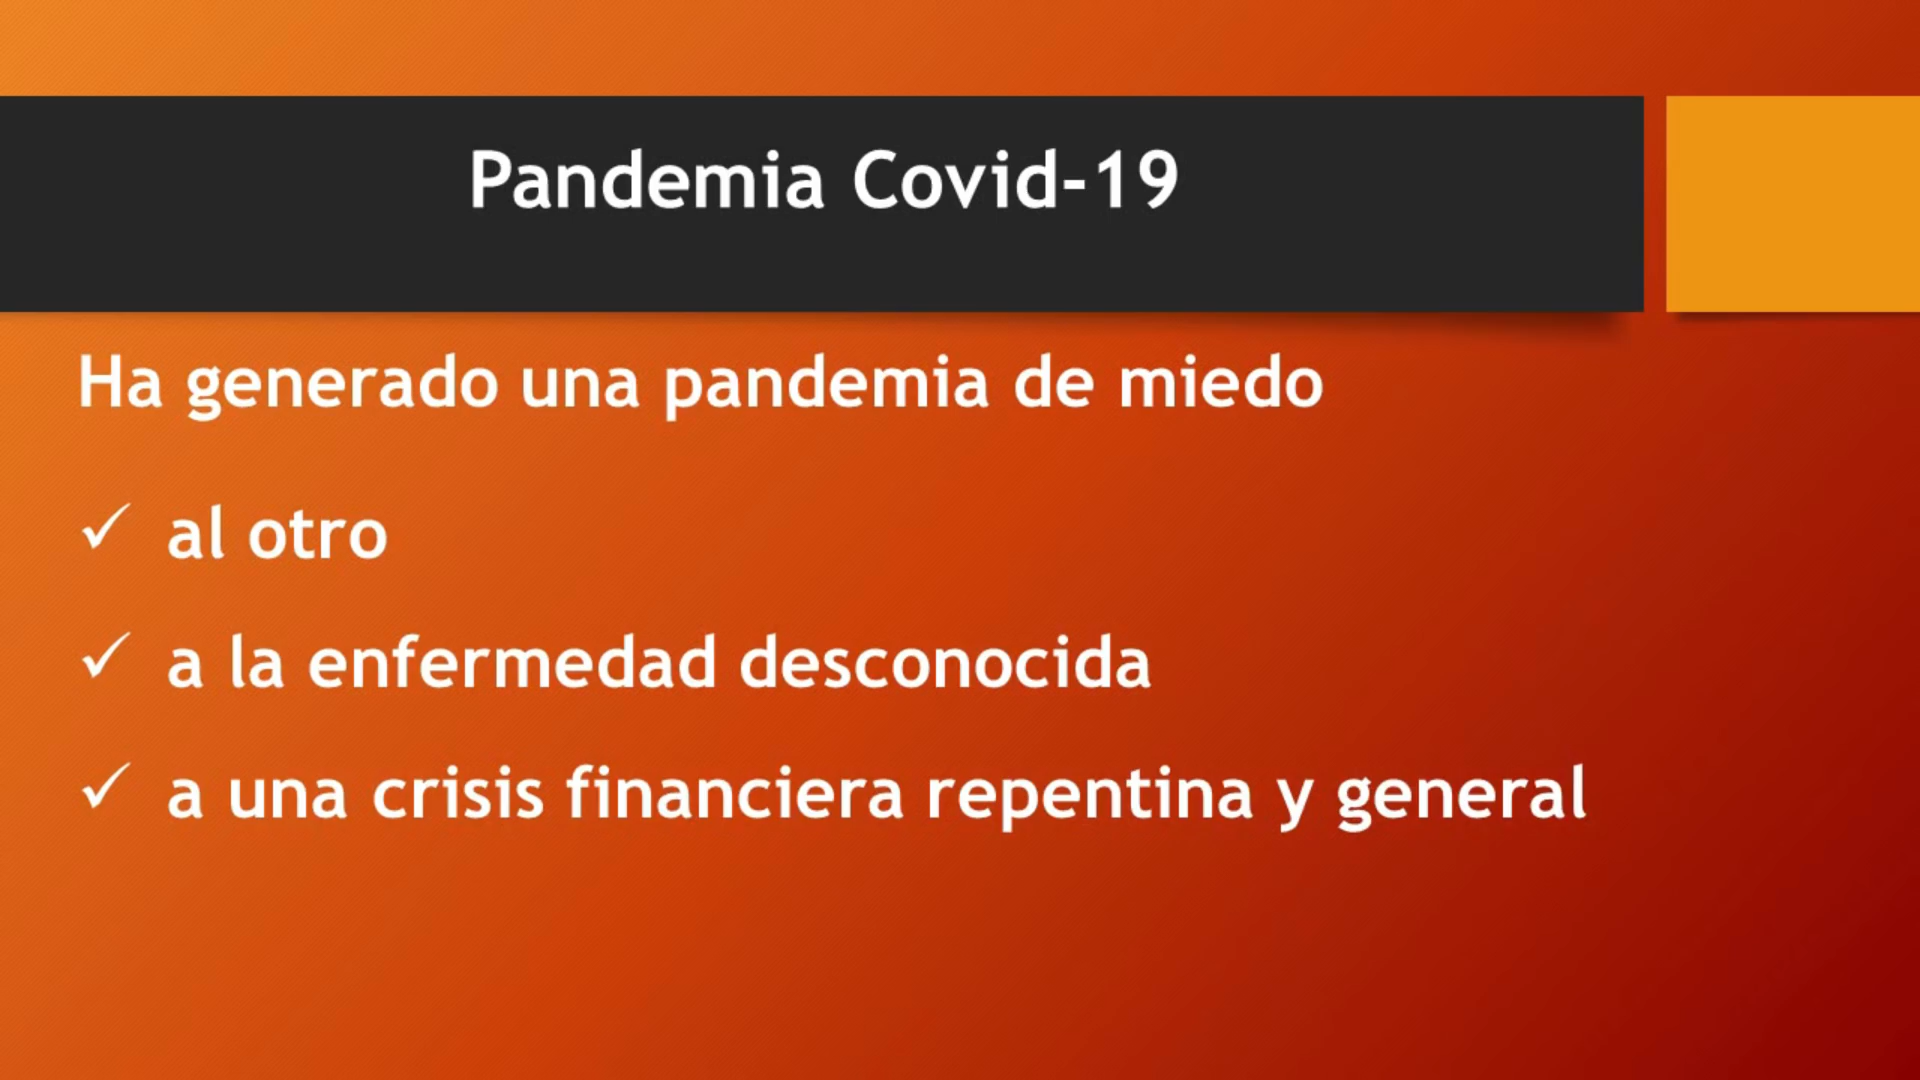 Pandemia Covid-19
Ha generado una pandemia de miedo
✓ al otro
✓ a la enfermedad desconocida
✓ a una crisis financiera repentina y general